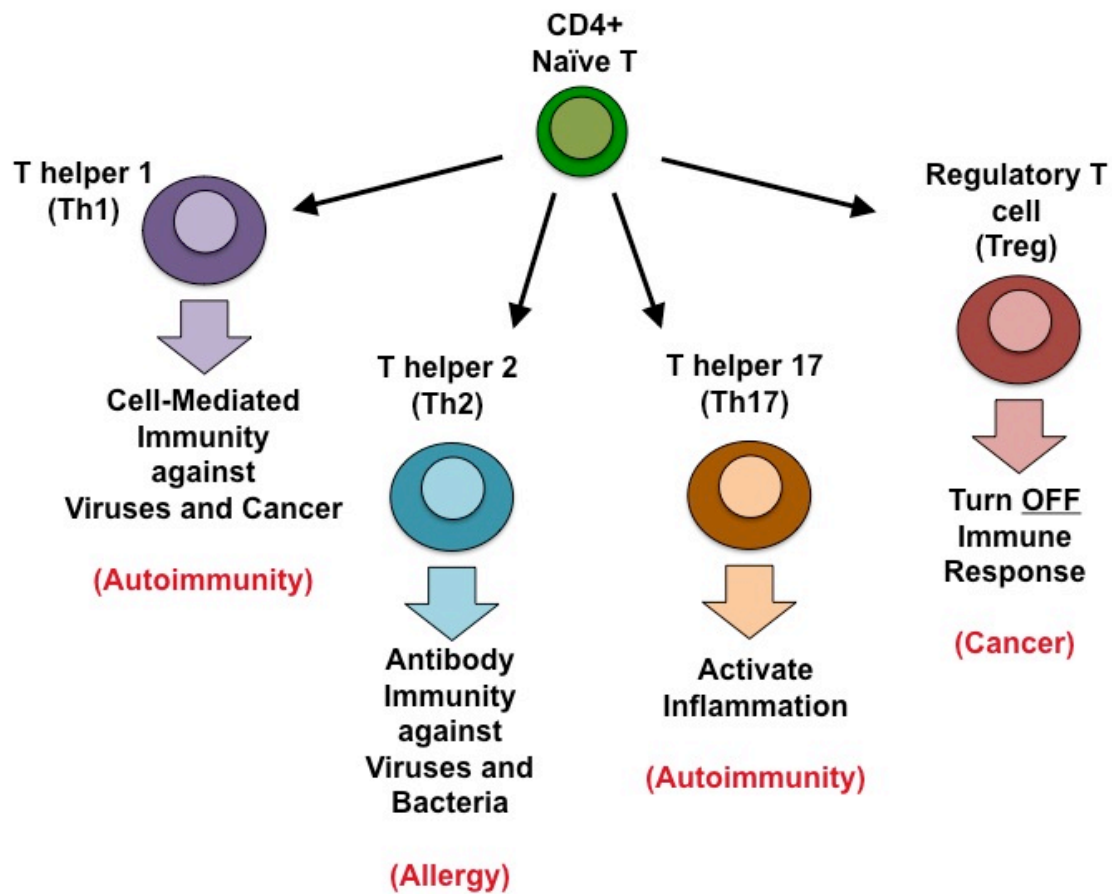 CD4+
Naïve T
T helper 1
(Th1)
Cell-Mediated
Immunity
against
Viruses and Cancer
(Autoimmunity)
T helper 2
(Th2)
Antibody
Immunity
against
Viruses and
Bacteria
(Allergy)
T helper 17
(Th17)
Activate
Inflammation
(Autoimmunity)
Regulatory T
cell
(Treg)
Turn OFF
Immune
Response
(Cancer)